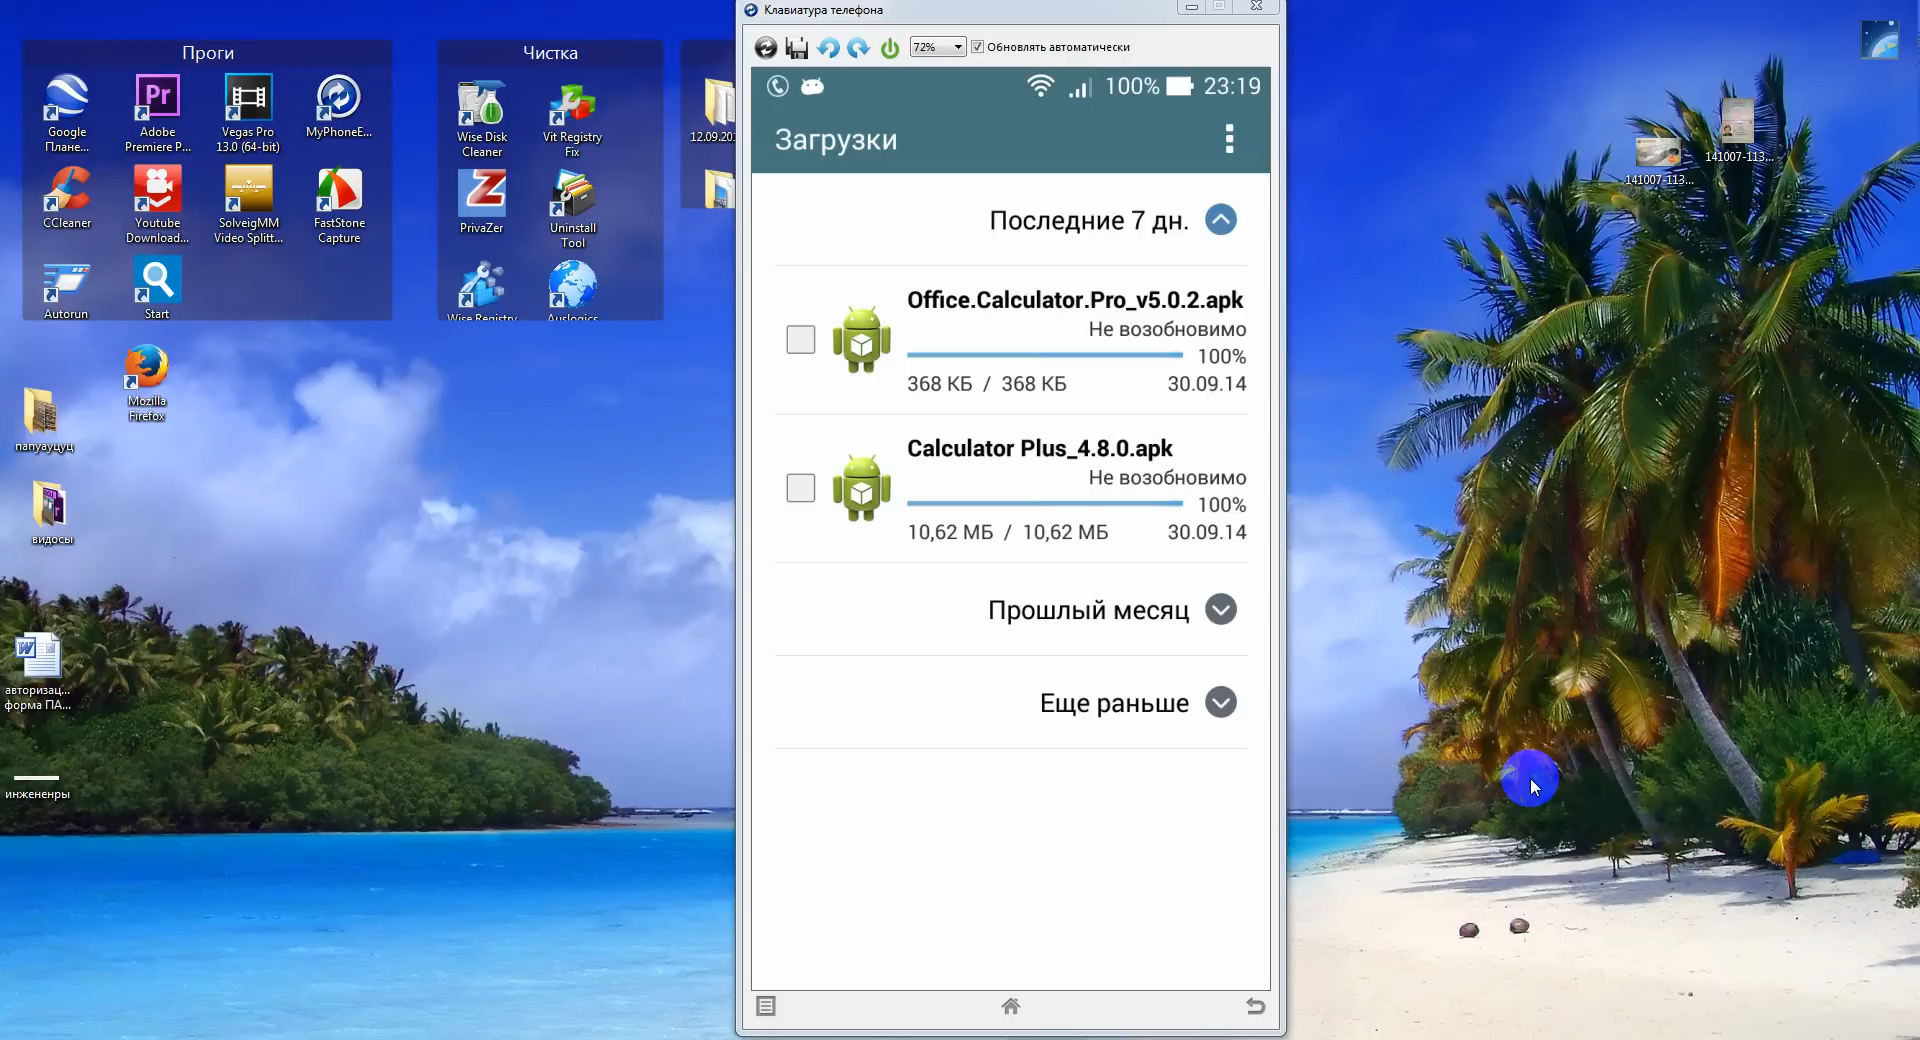 Проги
Google
Плане...
Adobe
Premiere P...
Vegas Pro
13.0 (64-bit)
MyPhoneE...
CCleaner
Youtube
Download...
SolveigMM
Video Splitt...
FastStone
Capture
Autorun
Start
Mozilla
Firefox
папуауцуц
видосы
авторизац...
форма ПА...
инжененры
Чистка
Wise Disk
Cleaner
Vit Registry
Fix
PrivaZer
Uninstall
Tool
Wise Registry
Auslogics
12.09.20
Клавиатура телефона
72%
Обновлять автоматически
100%
23:19
Загрузки
Последние 7 дн.
Office.Calculator.Pro_v5.0.2.apk
Не возобновимо
100%
368 КБ / 368 КБ
30.09.14
Calculator Plus_4.8.0.apk
Не возобновимо
100%
10,62 МБ / 10,62 МБ
30.09.14
Прошлый месяц
Еще раньше
141007-113...
141007-113...